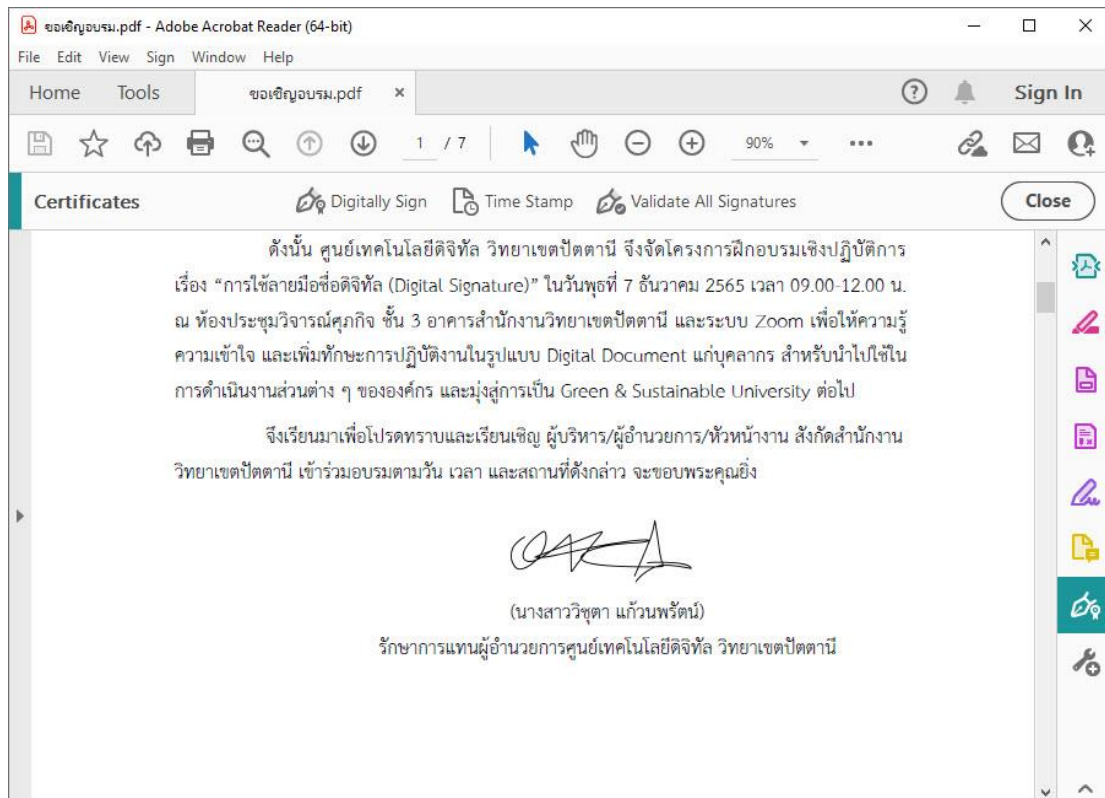 ขอเชิญอบรม.pdf - Adobe Acrobat Reader (64-bit)
File Edit View Sign Window Help
Home Tools ขอเชิญอบรม.pdf × Sign In
1 / 7 90%
Certificates Digitally Sign Time Stamp Validate All Signatures Close
ดังนั้น ศูนย์เทคโนโลยีดิจิทัล วิทยาเขตปัตตานี จึงจัดโครงการฝึกอบรมเชิงปฏิบัติการ
เรื่อง “การใช้ลายมือชื่อดิจิทัล (Digital Signature)” ในวันพุธที่ 7 ธันวาคม 2565 เวลา 09.00-12.00 น.
ณ ห้องประชุมวิจารณ์ศุภกิจ ชั้น 3 อาคารสำนักงานวิทยาเขตปัตตานี และระบบ Zoom เพื่อให้ความรู้
ความเข้าใจ และเพิ่มทักษะการปฏิบัติงานในรูปแบบ Digital Document แก่บุคลากร สำหรับนำไปใช้ใน
การดำเนินงานส่วนต่าง ๆ ขององค์กร และมุ่งสู่การเป็น Green & Sustainable University ต่อไป
จึงเรียนมาเพื่อโปรดทราบและเรียนเชิญ ผู้บริหาร/ผู้อำนวยการ/หัวหน้างาน สังกัดสำนักงาน
วิทยาเขตปัตตานี เข้าร่วมอบรมตามวัน เวลา และสถานที่ดังกล่าว จะขอบพระคุณยิ่ง
(นางสาววิชุตา แก้วนพรัตน์)
รักษาการแทนผู้อำนวยการศูนย์เทคโนโลยีดิจิทัล วิทยาเขตปัตตานี